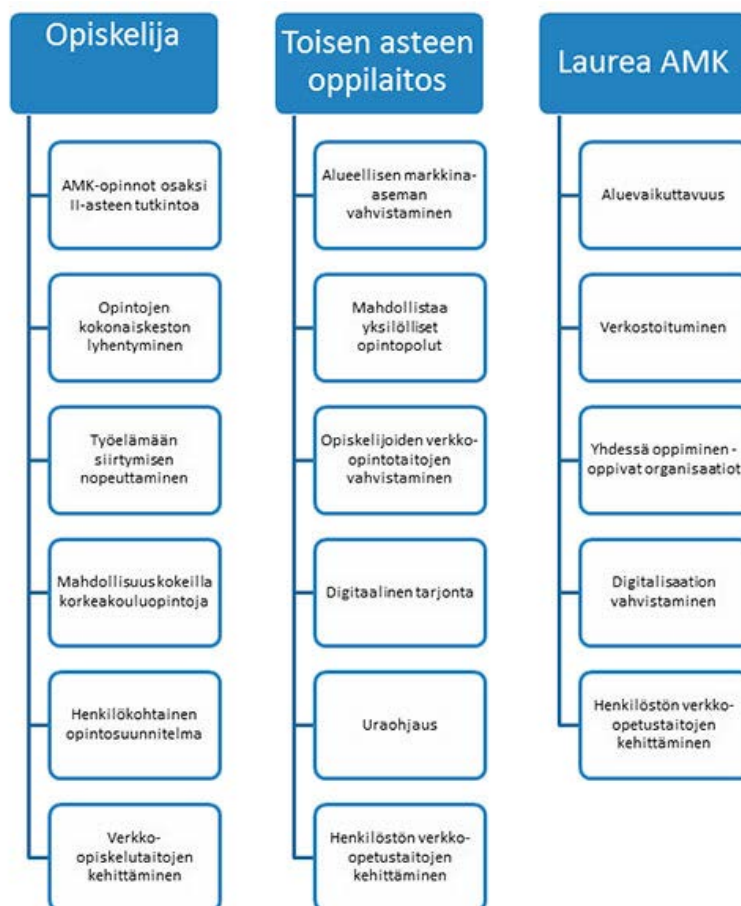 Opiskelija
AMK-opinnot osaksi
II-asteen tutkintoa
Opintojen
kokonaiskeston
lyhentyminen
Työelämään
siirtymisen
nopeuttaminen
Mahdollisuus kokeilla
korkeakouluopintoja
Henkilökohtainen
opintosuunnitelma
Verkko-
opiskelutaitojen
kehittäminen
Toisen asteen
oppilaitos
Alueellisen markkina-
aseman
vahvistaminen
Mahdollistaa
yksilölliset
opintopolut
Opiskelijoiden verkko-
opintotaitojen
vahvistaminen
Digitaalinen tarjonta
Uraohjaus
Henkilöstön verkko-
opetustaitojen
kehittäminen
Laurea AMK
Aluevaikuttavuus
Verkostoituminen
Yhdessä oppiminen -
oppivat organisaatiot
Digitalisaation
vahvistaminen
Henkilöstön verkko-
opetustaitojen
kehittäminen